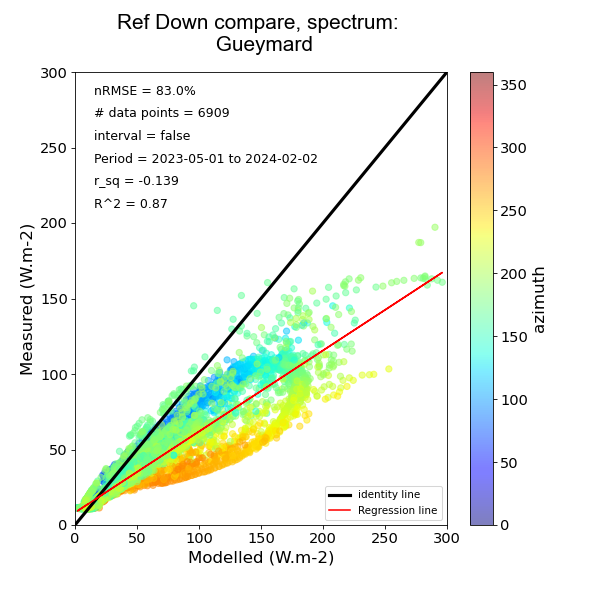 Ref Down compare, spectrum:
Gueymard
nRMSE = 83.0%
# data points = 6909
interval = false
Period = 2023-05-01 to 2024-02-02
r_sq = -0.139
R^2 = 0.87
300
250
200
150
100
50
0
Measured (W.m-2)
0 50 100 150 200 250 300
Modelled (W.m-2)
identity line
Regression line
350
300
250
200
150
100
50
0
azimuth